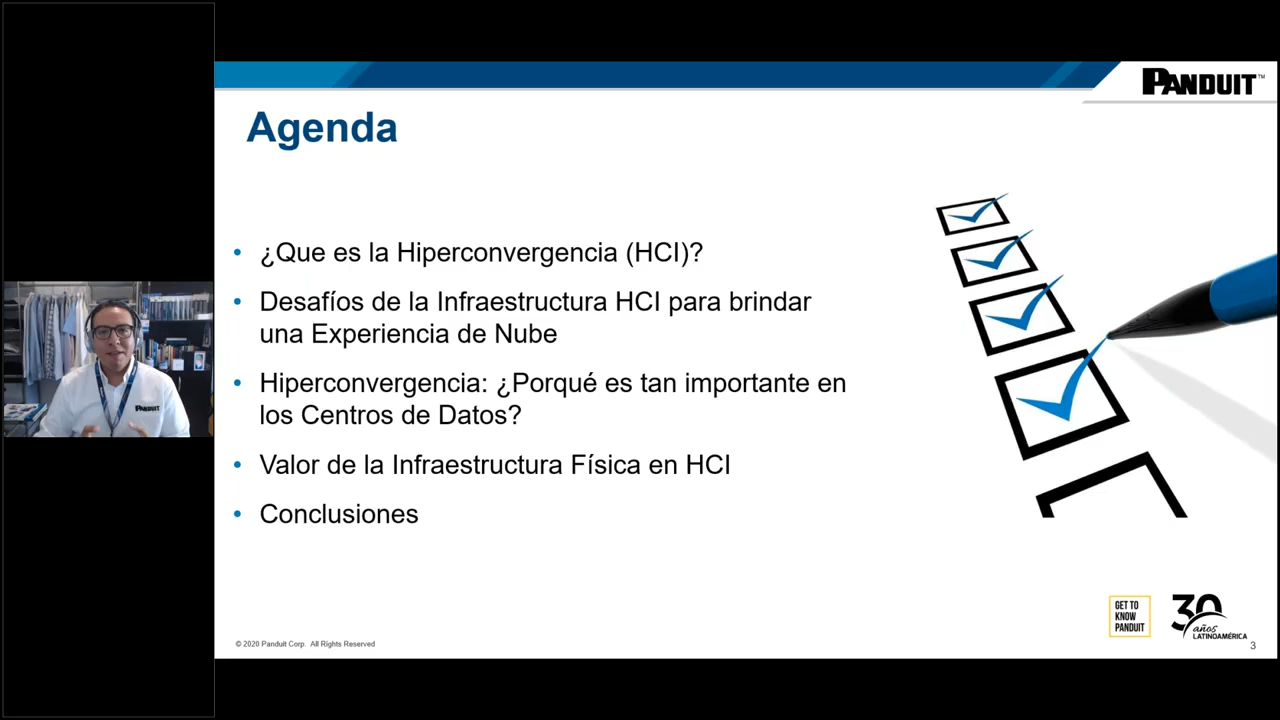 PANDUIT™
Agenda
• ¿Que es la Hiperconvergencia (HCI)?
• Desafíos de la Infraestructura HCI para brindar
una Experiencia de Nube
• Hiperconvergencia: ¿Porqué es tan importante en
los Centros de Datos?
• Valor de la Infraestructura Física en HCI
• Conclusiones
PANDUIT
GET TO
KNOW
PANDUIT
30
años
LATINOAMÉRICA
© 2020 Panduit Corp. All Rights Reserved
3